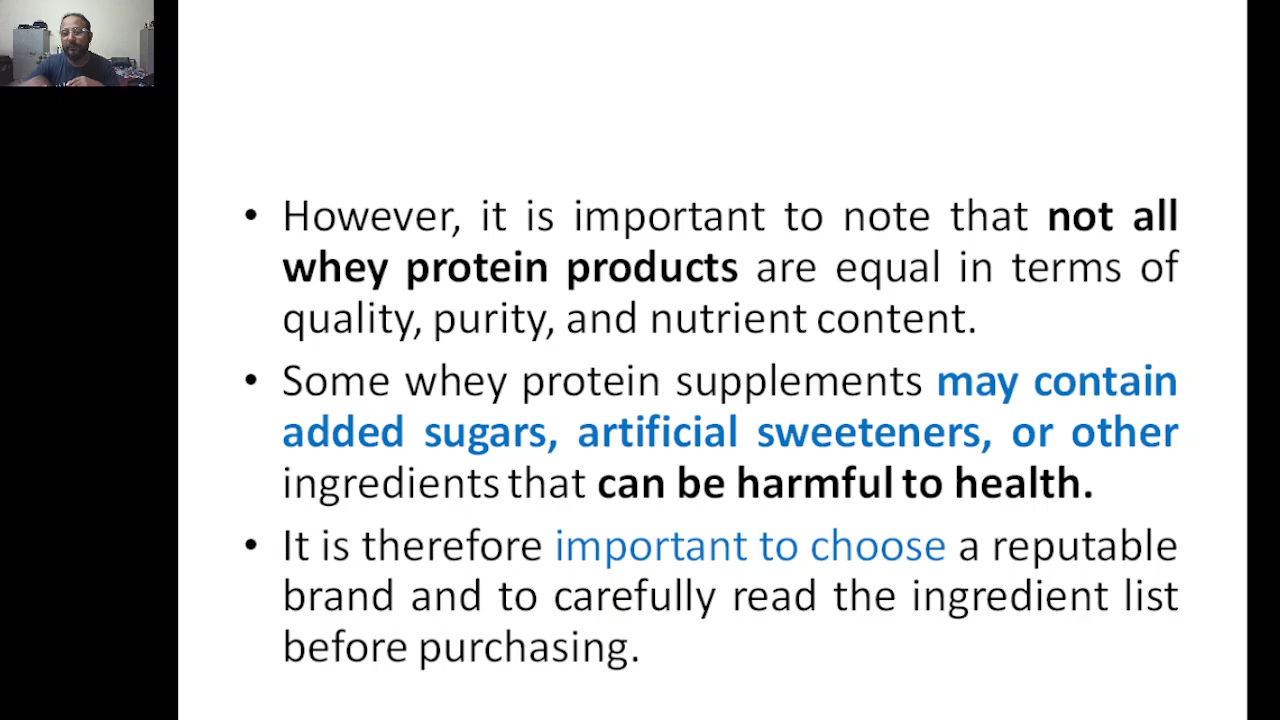 • However, it is important to note that not all
whey protein products are equal in terms of
quality, purity, and nutrient content.
• Some whey protein supplements may contain
added sugars, artificial sweeteners, or other
ingredients that can be harmful to health.
• It is therefore important to choose a reputable
brand and to carefully read the ingredient list
before purchasing.